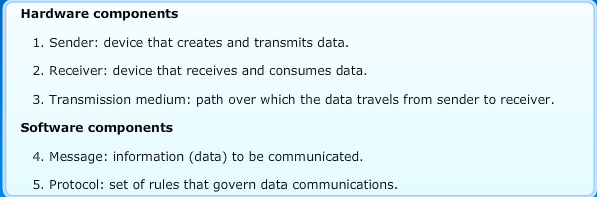 Hardware components
1. Sender: device that creates and transmits data.
2. Receiver: device that receives and consumes data.
3. Transmission medium: path over which the data travels from sender to receiver.
Software components
4. Message: information (data) to be communicated.
5. Protocol: set of rules that govern data communications.